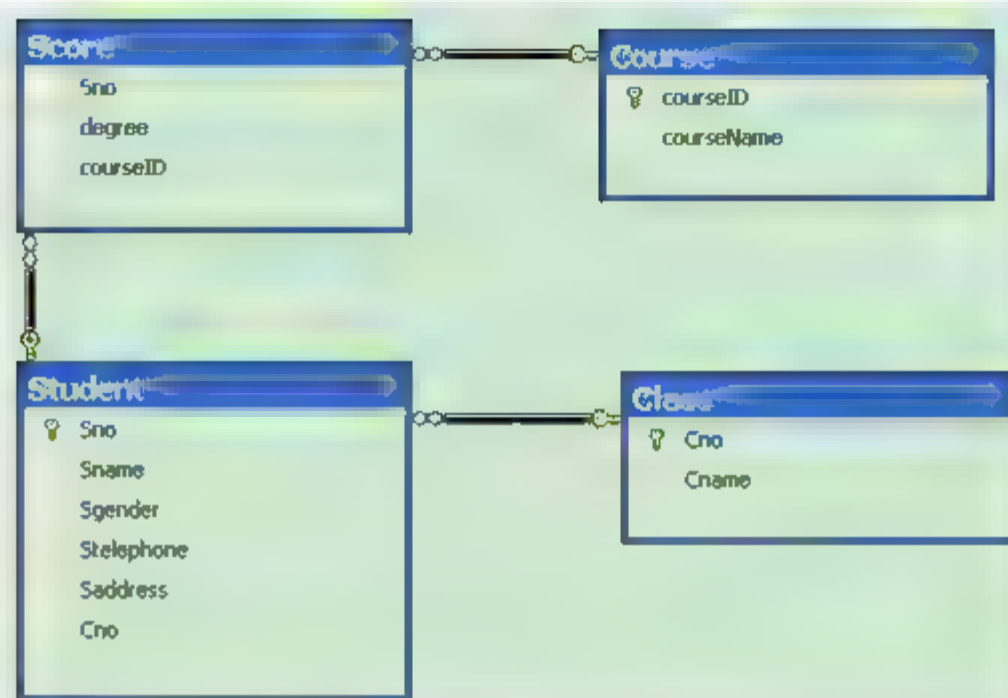 Score
Sno
degree
courseID
Course
courseID
courseName
Student
Sno
Sname
Sgender
Stelephone
Saddress
Cno
Class
Cno
Cname